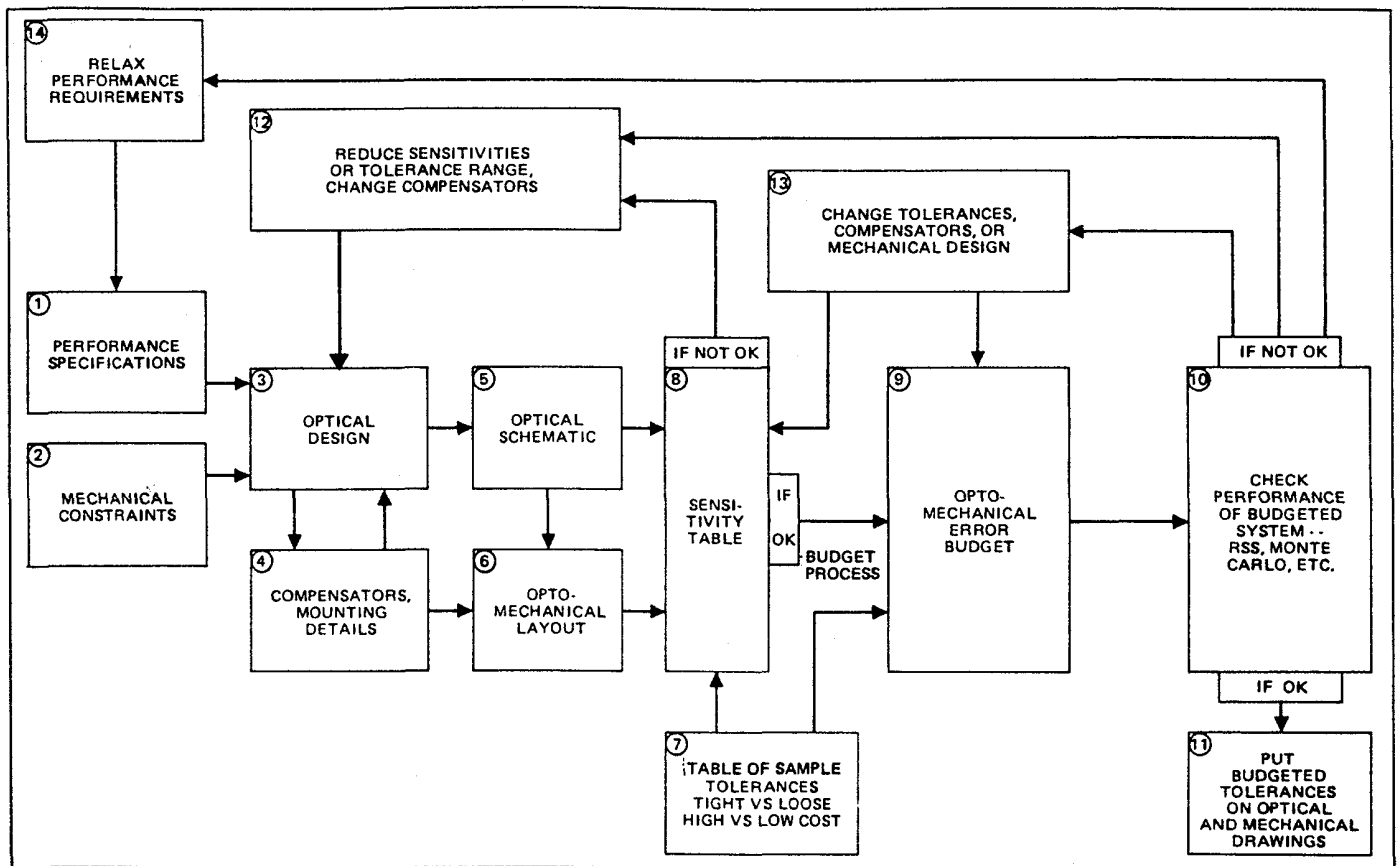 14
RELAX
PERFORMANCE
REQUIREMENTS
12
REDUCE SENSITIVITIES
OR TOLERANCE RANGE,
CHANGE COMPENSATORS
13
CHANGE TOLERANCES,
COMPENSATORS, OR
MECHANICAL DESIGN
1
PERFORMANCE
SPECIFICATIONS
2
MECHANICAL
CONSTRAINTS
3
OPTICAL
DESIGN
4
COMPENSATORS,
MOUNTING
DETAILS
5
OPTICAL
SCHEMATIC
6
OPTO-
MECHANICAL
LAYOUT
IF NOT OK
8
SENSI-
TIVITY
TABLE
IF
OK
BUDGET
PROCESS
7
TABLE OF SAMPLE
TOLERANCES
TIGHT VS LOOSE
HIGH VS LOW COST
9
OPTO-
MECHANICAL
ERROR
BUDGET
IF NOT OK
10
CHECK
PERFORMANCE
OF BUDGETED
SYSTEM --
RSS, MONTE
CARLO, ETC.
IF OK
11
PUT
BUDGETED
TOLERANCES
ON OPTICAL
AND MECHANICAL
DRAWINGS